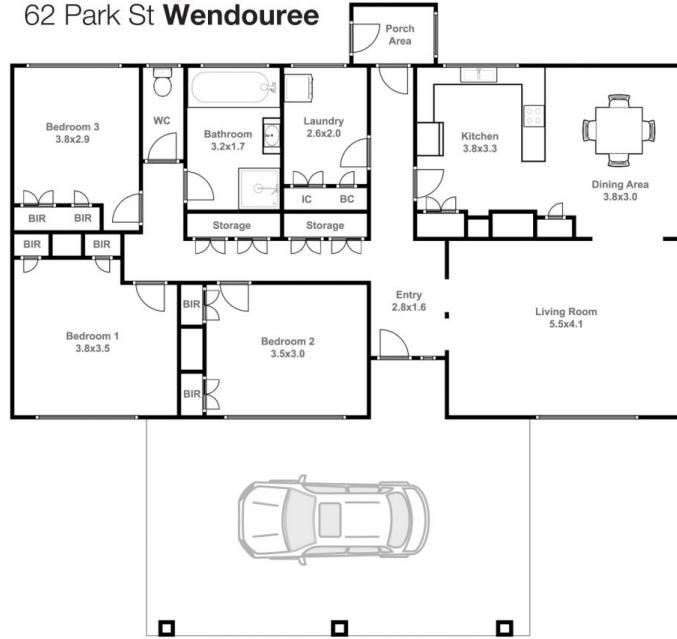 62 Park St Wendouree
Porch
Area
Bedroom 3
3.8x2.9
WC
Bathroom
3.2x1.7
Laundry
2.6x2.0
Kitchen
3.8x3.3
Dining Area
3.8x3.0
IC
BC
BIR
BIR
Storage
Storage
BIR
BIR
Bedroom 1
3.8x3.5
BIR
Bedroom 2
3.5x3.0
BIR
Entry
2.8x1.6
Living Room
5.5x4.1